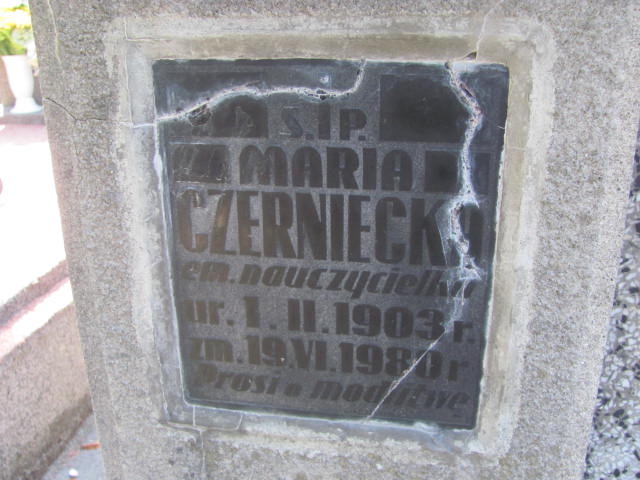 Ś.†P.
MARIA
CZERNIECKA
em. nauczycielka
ur. 1.II.1903 r.
zm. 19.VI.1980 r
Prosi o modlitwę